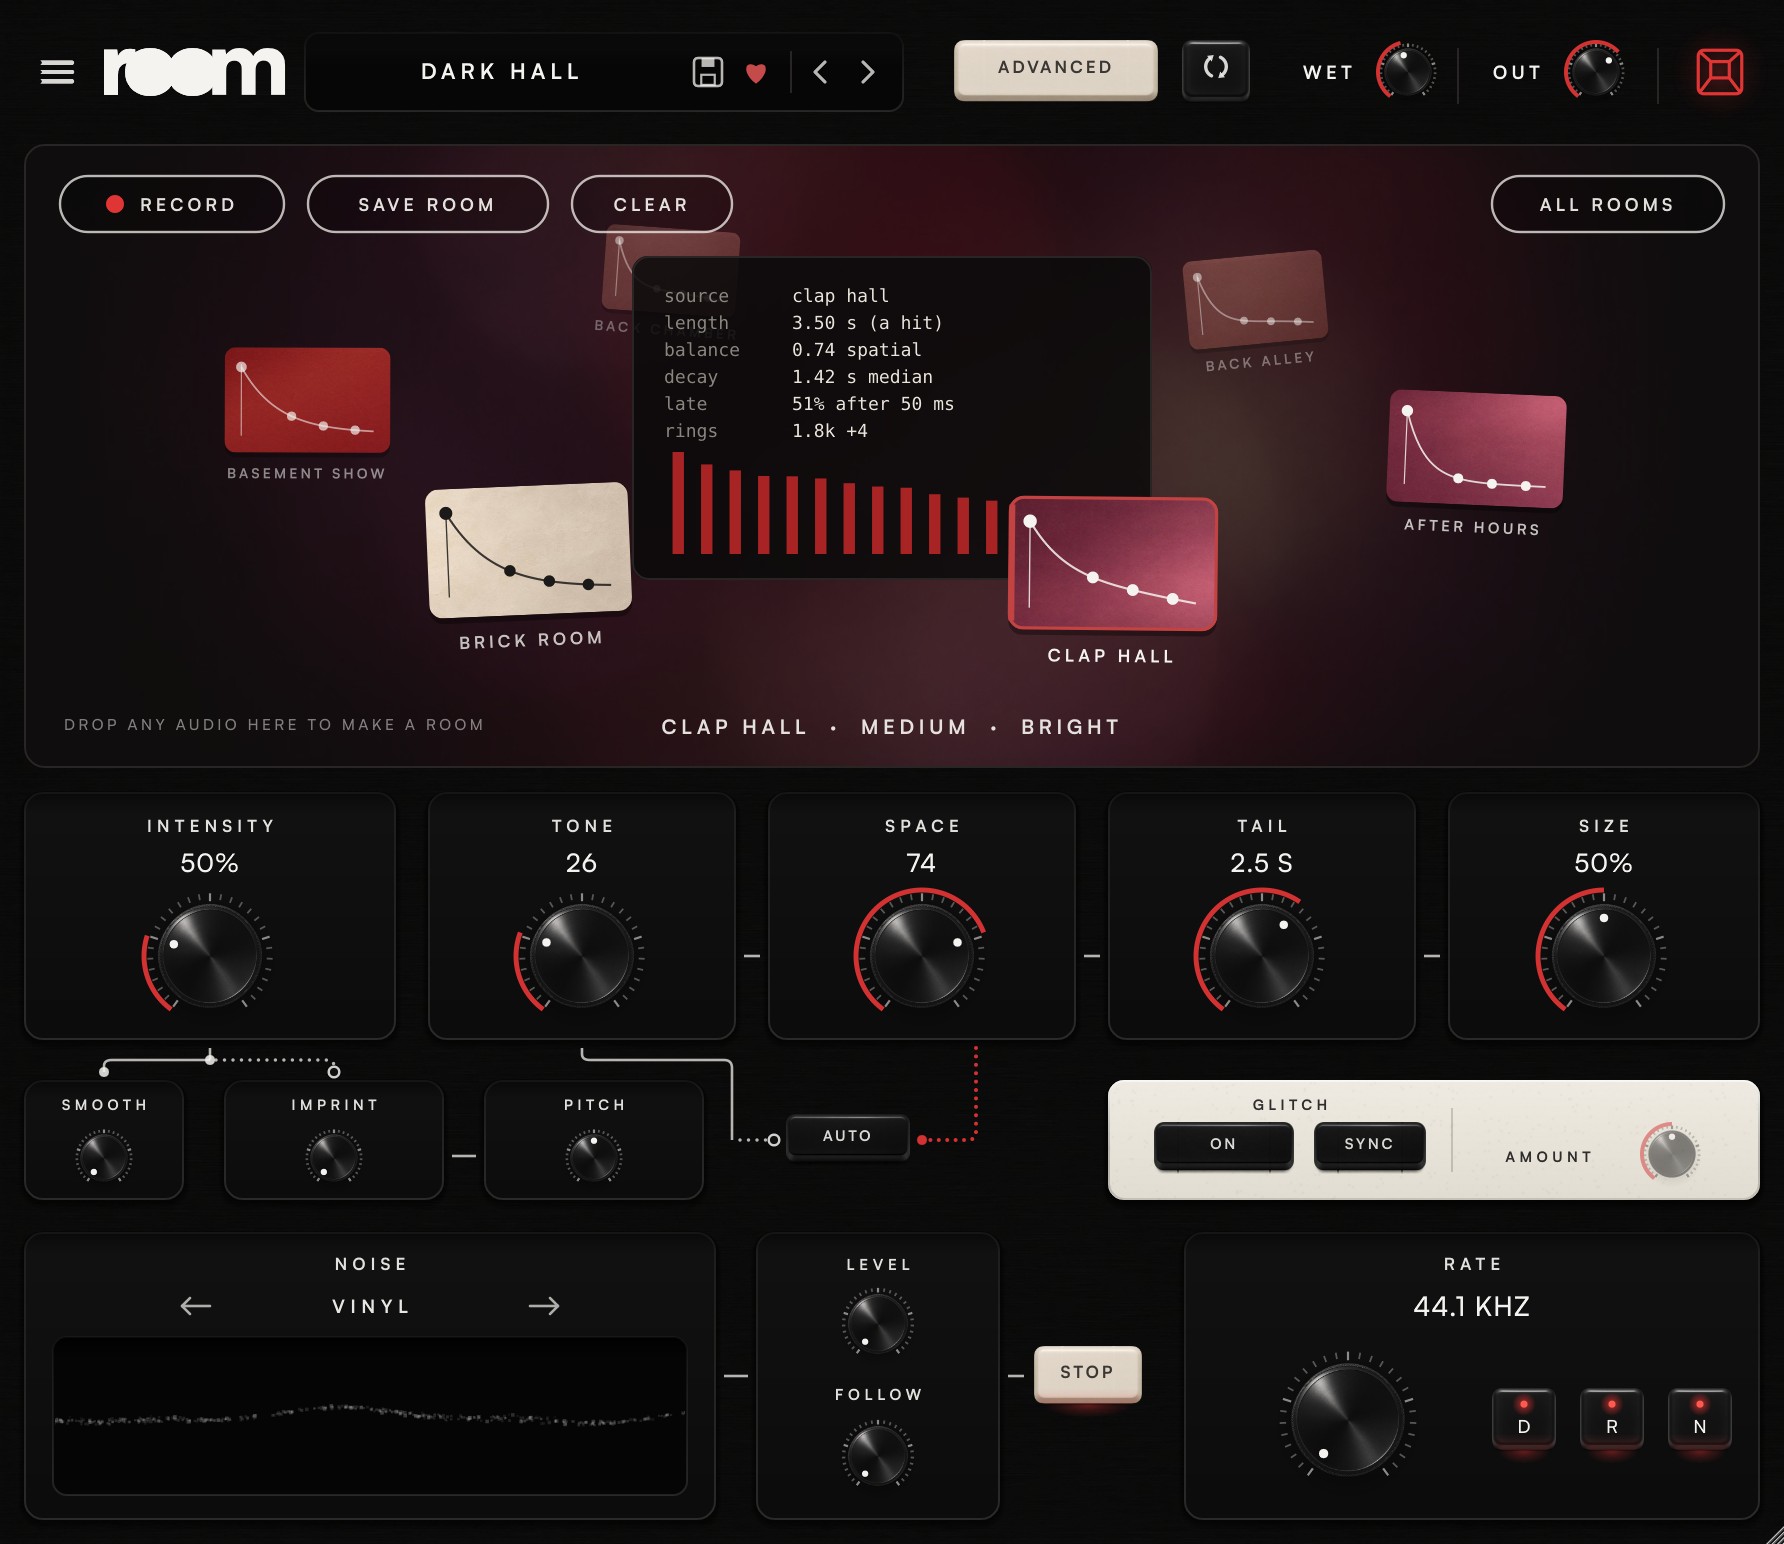 room
DARK HALL
ADVANCED
WET
OUT
RECORD
SAVE ROOM
CLEAR
ALL ROOMS
BACK CHAMBER
source clap hall
length 3.50 s (a hit)
balance 0.74 spatial
decay 1.42 s median
late 51% after 50 ms
rings 1.8k +4
BACK ALLEY
BASEMENT SHOW
AFTER HOURS
BRICK ROOM
CLAP HALL
DROP ANY AUDIO HERE TO MAKE A ROOM
CLAP HALL · MEDIUM · BRIGHT
INTENSITY
50%
TONE
26
SPACE
74
TAIL
2.5 S
SIZE
50%
SMOOTH
IMPRINT
PITCH
AUTO
GLITCH
ON
SYNC
AMOUNT
NOISE
VINYL
LEVEL
FOLLOW
STOP
RATE
44.1 KHZ
D
R
N